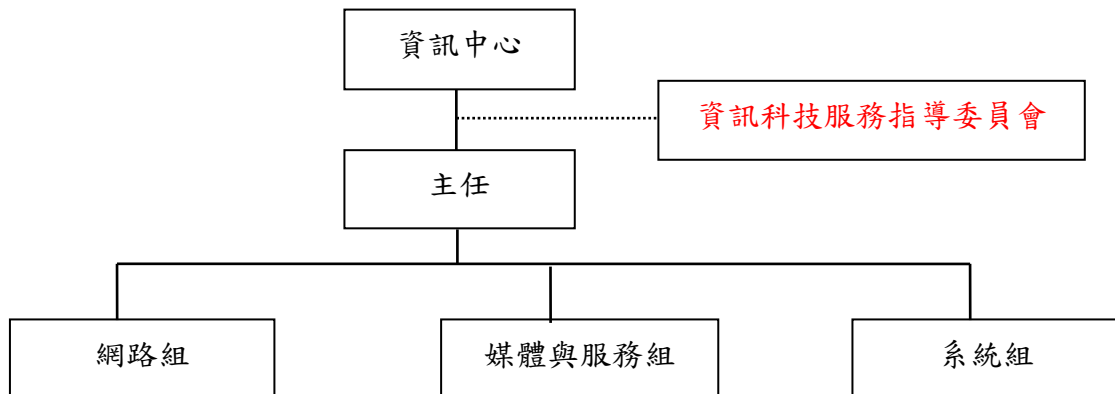 資訊中心
資訊科技服務指導委員會
主任
網路組
媒體與服務組
系統組